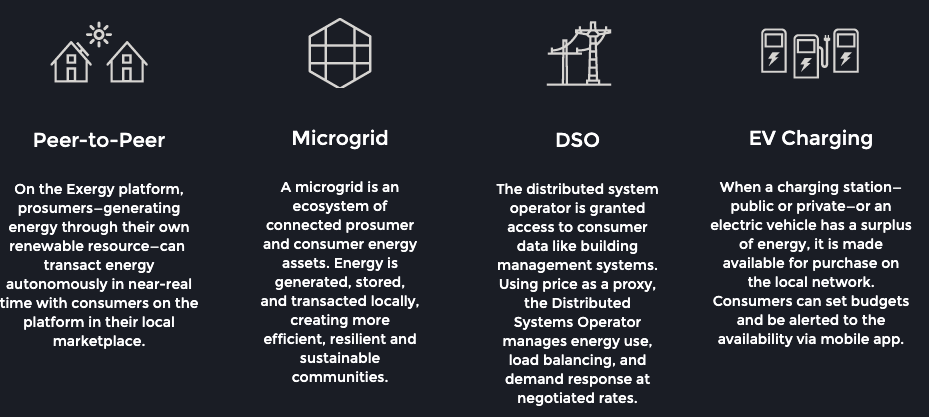 Peer-to-Peer
On the Exergy platform,
prosumers—generating
energy through their own
renewable resource—can
transact energy
autonomously in near-real
time with consumers on the
platform in their local
marketplace.
Microgrid
A microgrid is an
ecosystem of
connected prosumer
and consumer energy
assets. Energy is
generated, stored,
and transacted locally,
creating more
efficient, resilient and
sustainable
communities.
DSO
The distributed system
operator is granted
access to consumer
data like building
management systems.
Using price as a proxy,
the Distributed
Systems Operator
manages energy use,
load balancing, and
demand response at
negotiated rates.
EV Charging
When a charging station—
public or private—or an
electric vehicle has a surplus
of energy, it is made
available for purchase on
the local network.
Consumers can set budgets
and be alerted to the
availability via mobile app.